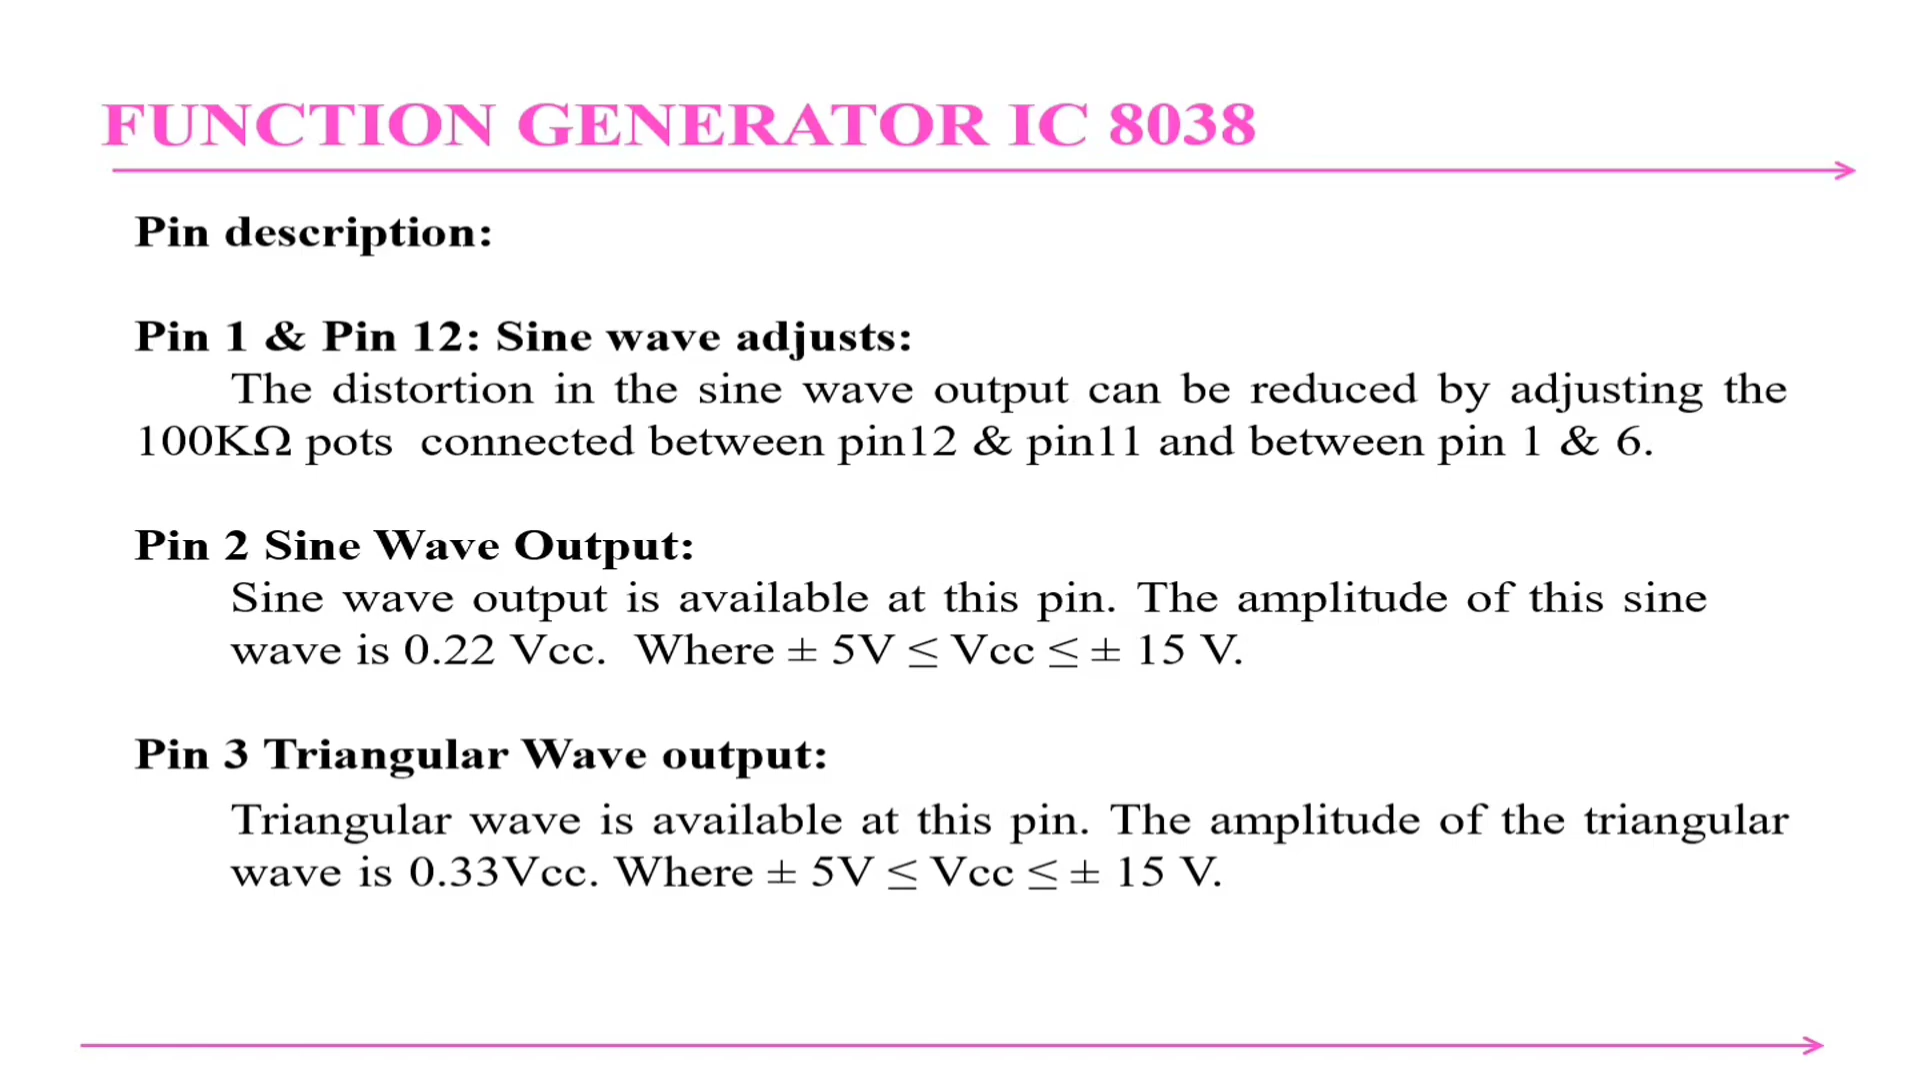 FUNCTION GENERATOR IC 8038
Pin description:
Pin 1 & Pin 12: Sine wave adjusts:
The distortion in the sine wave output can be reduced by adjusting the
100KΩ pots connected between pin12 & pin11 and between pin 1 & 6.
Pin 2 Sine Wave Output:
Sine wave output is available at this pin. The amplitude of this sine
wave is 0.22 Vcc. Where ± 5V ≤ Vcc ≤ ± 15 V.
Pin 3 Triangular Wave output:
Triangular wave is available at this pin. The amplitude of the triangular
wave is 0.33Vcc. Where ± 5V ≤ Vcc ≤ ± 15 V.